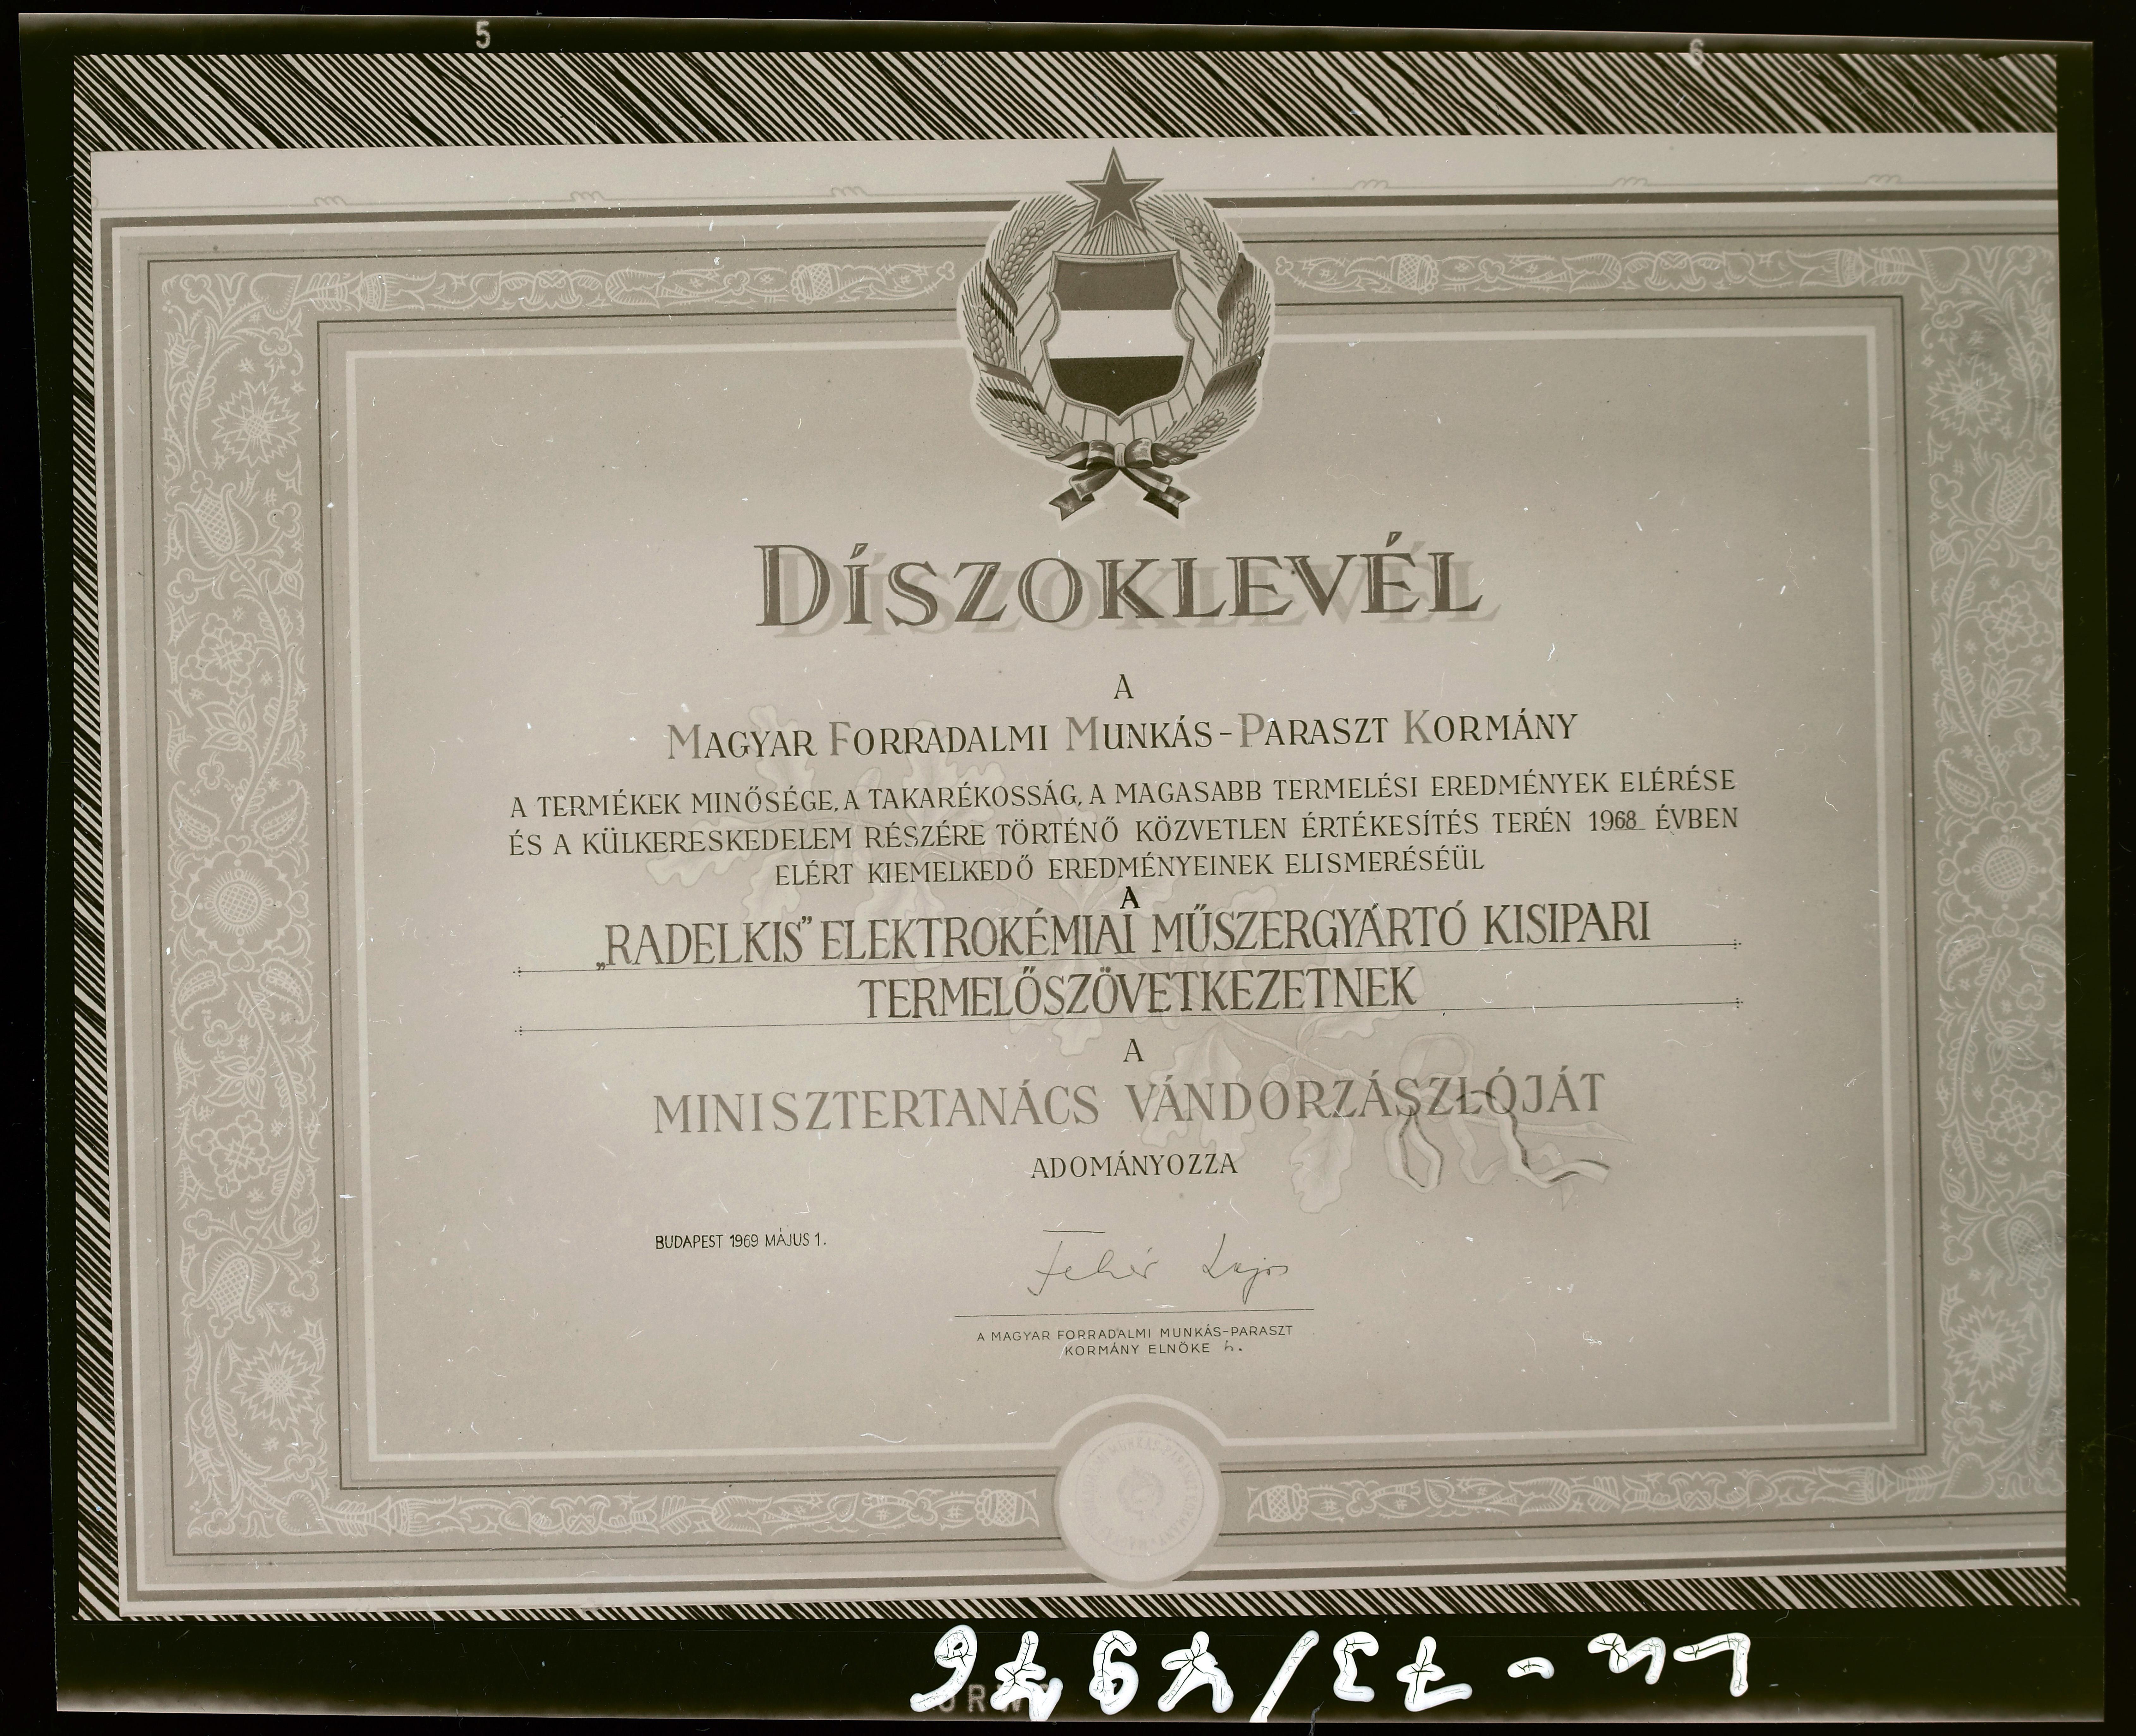 5
6
DÍSZOKLEVÉL
A
MAGYAR FORRADALMI MUNKÁS-PARASZT KORMÁNY
A TERMÉKEK MINŐSÉGE, A TAKARÉKOSSÁG, A MAGASABB TERMELÉSI EREDMÉNYEK ELÉRÉSE
ÉS A KÜLKERESKEDELEM RÉSZÉRE TÖRTÉNŐ KÖZVETLEN ÉRTÉKESÍTÉS TERÉN 1968 ÉVBEN
ELÉRT KIEMELKEDŐ EREDMÉNYEINEK ELISMERÉSÉÜL
A
„RADELKIS” ELEKTROKÉMIAI MŰSZERGYÁRTÓ KISIPARI
TERMELŐSZÖVETKEZETNEK
A
MINISZTERTANÁCS VÁNDORZÁSZLÓJÁT
ADOMÁNYOZZA
BUDAPEST 1969 MÁJUS 1.
Fehér Lajos
A MAGYAR FORRADALMI MUNKÁS-PARASZT
KORMÁNY ELNÖKE h.